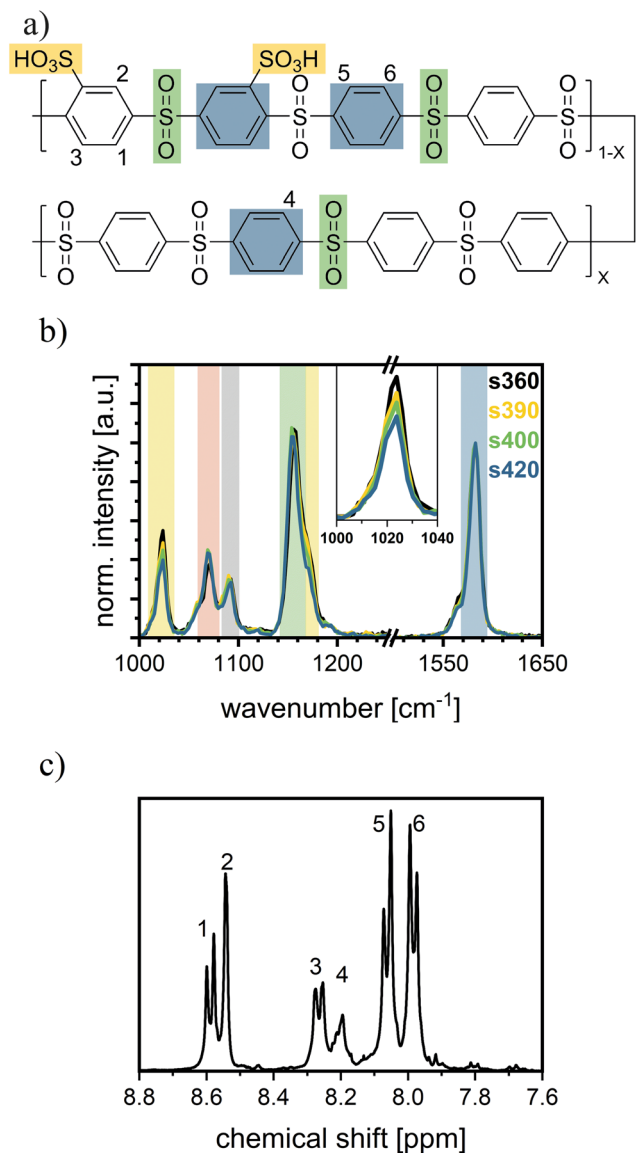 a)
HO3S
2
O
O
SO3H
5
6
O
S
S
S
S
O
O
O
O
3
1
O
O
O
O
1-X
4
O
O
O
O
S
S
S
S
O
O
O
O
X
b)
norm. intensity [a.u.]
s360
s390
s400
s420
1000
1020
1040
1000
1100
1200
1550
1650
wavenumber [cm-1]
c)
5
6
2
1
3
4
8.8
8.6
8.4
8.2
8.0
7.8
7.6
chemical shift [ppm]